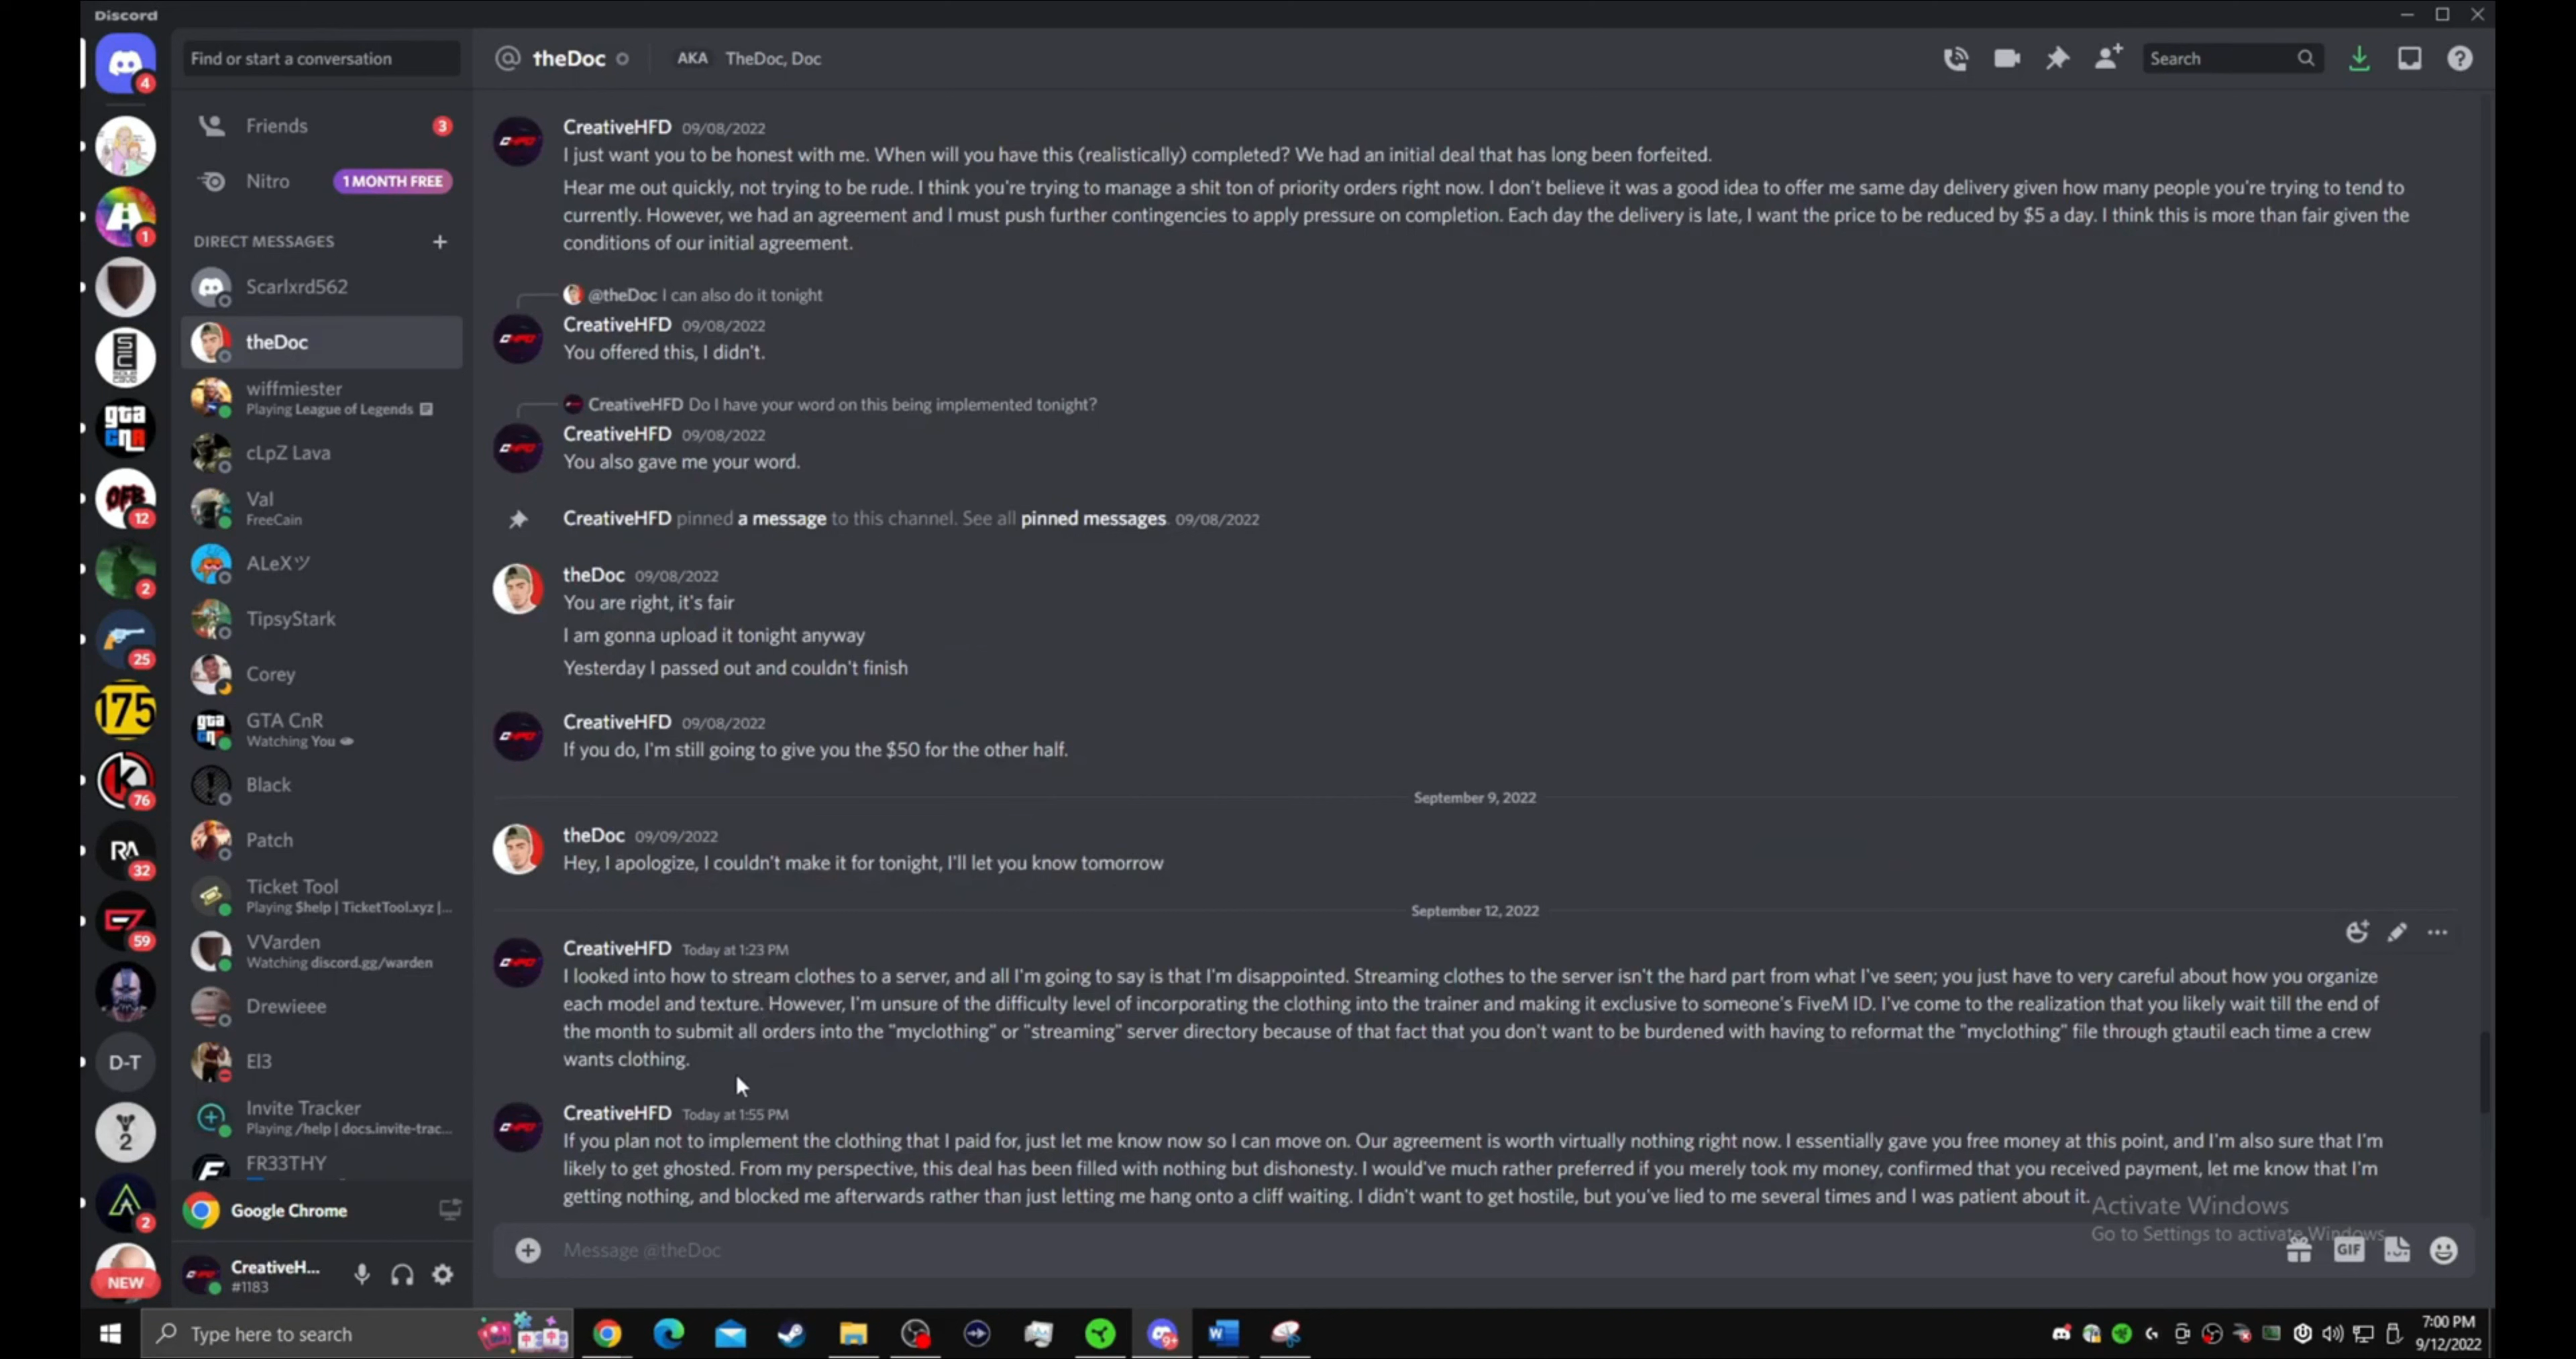 Discord
4
Find or start a conversation
theDoc
AKA TheDoc, Doc
Search
Friends 3
Nitro 1 MONTH FREE
DIRECT MESSAGES
Scarlxrd562
theDoc
wiffmiester
Playing League of Legends
cLpZ Lava
Val
FreeCain
ALeXツ
TipsyStark
Corey
GTA CnR
Watching You
Black
Patch
Ticket Tool
Playing $help | TicketTool.xyz |...
VVarden
Watching discord.gg/warden
Drewieee
El3
Invite Tracker
Playing /help | docs.invite-trac...
FR33THY
Google Chrome
CreativeH...
#1183
1
gta
cnr
OFB
12
2
25
175
K
76
RA
32
EZ
59
D-T
2
2
NEW
CreativeHFD 09/08/2022
I just want you to be honest with me. When will you have this (realistically) completed? We had an initial deal that has long been forfeited.
Hear me out quickly, not trying to be rude. I think you're trying to manage a shit ton of priority orders right now. I don't believe it was a good idea to offer me same day delivery given how many people you're trying to tend to
currently. However, we had an agreement and I must push further contingencies to apply pressure on completion. Each day the delivery is late, I want the price to be reduced by $5 a day. I think this is more than fair given the
conditions of our initial agreement.
@theDoc I can also do it tonight
CreativeHFD 09/08/2022
You offered this, I didn't.
CreativeHFD Do I have your word on this being implemented tonight?
CreativeHFD 09/08/2022
You also gave me your word.
CreativeHFD pinned a message to this channel. See all pinned messages. 09/08/2022
theDoc 09/08/2022
You are right, it's fair
I am gonna upload it tonight anyway
Yesterday I passed out and couldn't finish
CreativeHFD 09/08/2022
If you do, I'm still going to give you the $50 for the other half.
September 9, 2022
theDoc 09/09/2022
Hey, I apologize, I couldn't make it for tonight, I'll let you know tomorrow
September 12, 2022
CreativeHFD Today at 1:23 PM
I looked into how to stream clothes to a server, and all I'm going to say is that I'm disappointed. Streaming clothes to the server isn't the hard part from what I've seen; you just have to very careful about how you organize
each model and texture. However, I'm unsure of the difficulty level of incorporating the clothing into the trainer and making it exclusive to someone's FiveM ID. I've come to the realization that you likely wait till the end of
the month to submit all orders into the "myclothing" or "streaming" server directory because of that fact that you don't want to be burdened with having to reformat the "myclothing" file through gtautil each time a crew
wants clothing.
CreativeHFD Today at 1:55 PM
If you plan not to implement the clothing that I paid for, just let me know now so I can move on. Our agreement is worth virtually nothing right now. I essentially gave you free money at this point, and I'm also sure that I'm
likely to get ghosted. From my perspective, this deal has been filled with nothing but dishonesty. I would've much rather preferred if you merely took my money, confirmed that you received payment, let me know that I'm
getting nothing, and blocked me afterwards rather than just letting me hang onto a cliff waiting. I didn't want to get hostile, but you've lied to me several times and I was patient about it.
Activate Windows
Go to Settings to activate Windows.
Message @theDoc
GIF
Type here to search
9+
W
7:00 PM
9/12/2022